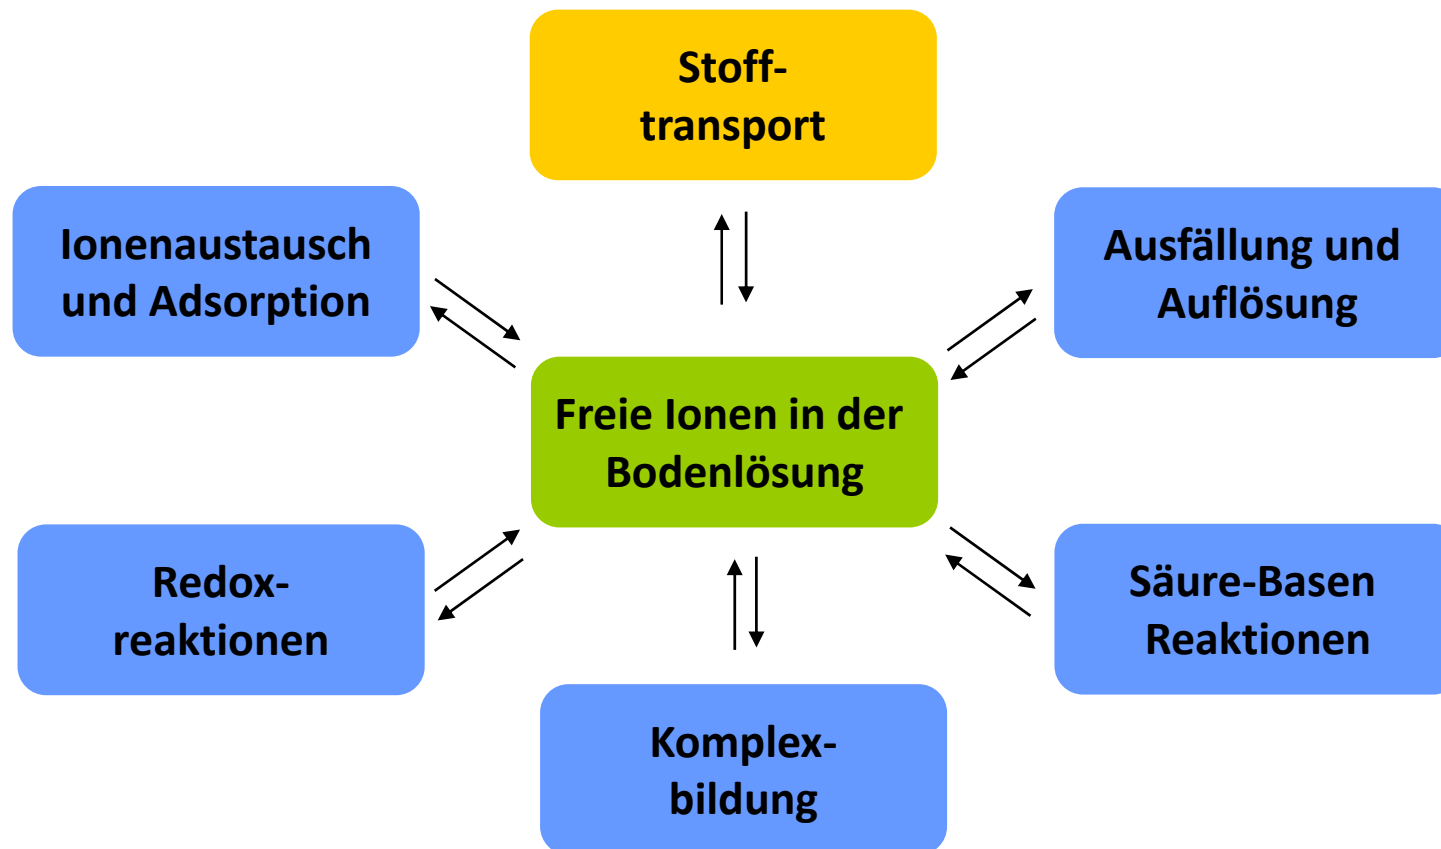 Stoff-
transport
Ionenaustausch
und Adsorption
Ausfällung und
Auflösung
Freie Ionen in der
Bodenlösung
Redox-
reaktionen
Säure-Basen
Reaktionen
Komplex-
bildung